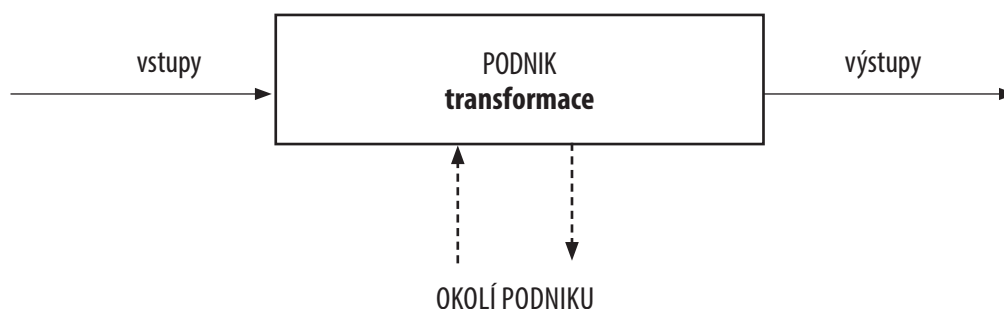 vstupy
PODNIK
transformace
výstupy
OKOLÍ PODNIKU